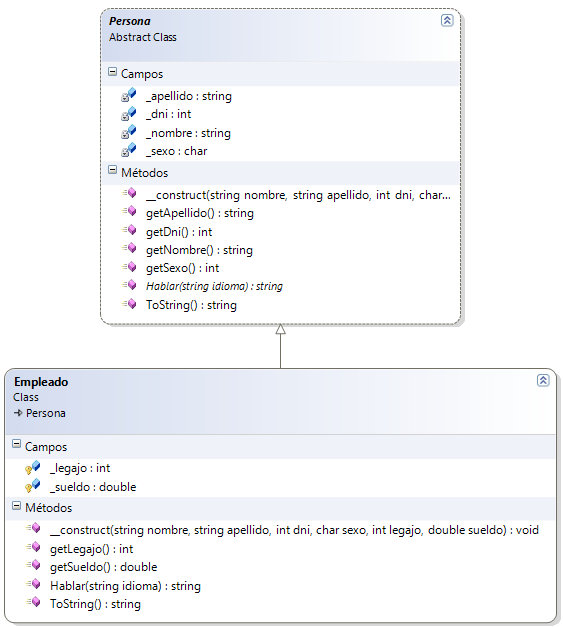 Persona
Abstract Class
Campos
_apellido : string
_dni : int
_nombre : string
_sexo : char
Métodos
__construct(string nombre, string apellido, int dni, char...
getApellido() : string
getDni() : int
getNombre() : string
getSexo() : int
Hablar(string idioma) : string
ToString() : string
Empleado
Class
Persona
Campos
_legajo : int
_sueldo : double
Métodos
__construct(string nombre, string apellido, int dni, char sexo, int legajo, double sueldo) : void
getLegajo() : int
getSueldo() : double
Hablar(string idioma) : string
ToString() : string